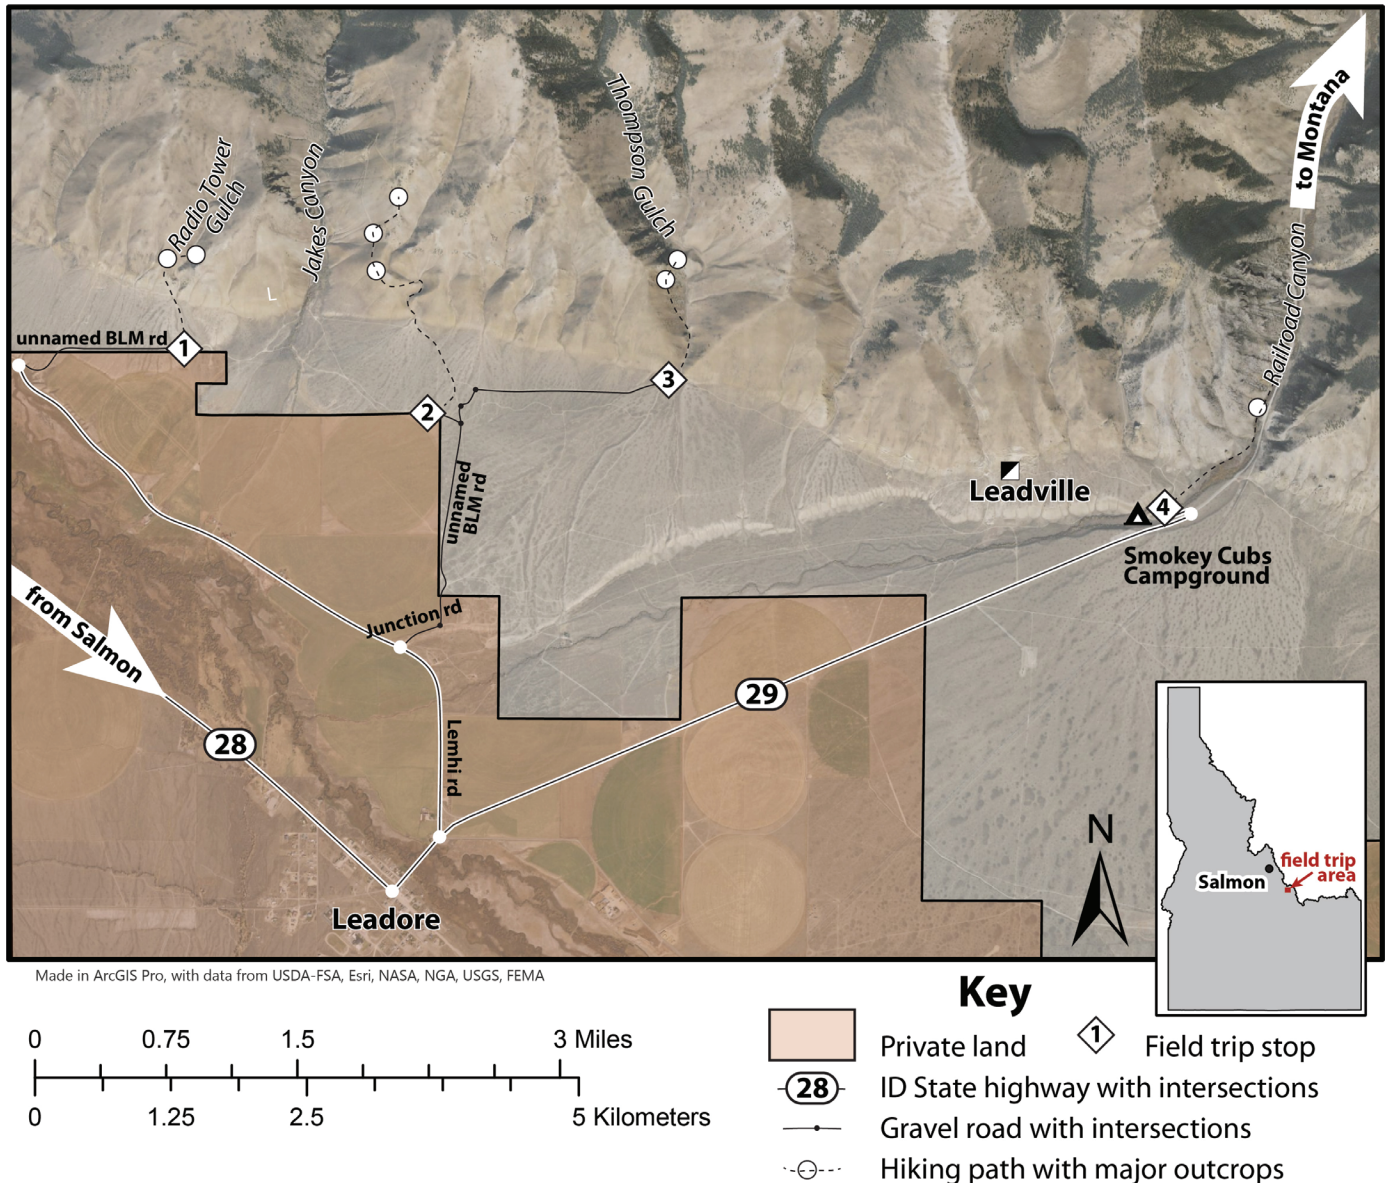 to Montana
Thompson Gulch
Radio Tower
Gulch
Jakes Canyon
Railroad Canyon
L
unnamed BLM rd
1
2
3
4
Leadville
unnamed
BLM rd
Smokey Cubs
Campground
from Salmon
Junction rd
29
28
Lemhi rd
Leadore
N
field trip
area
Salmon
Made in ArcGIS Pro, with data from USDA-FSA, Esri, NASA, NGA, USGS, FEMA
0 0.75 1.5 3 Miles
0 1.25 2.5 5 Kilometers
Key
Private land
1 Field trip stop
28 ID State highway with intersections
Gravel road with intersections
Hiking path with major outcrops